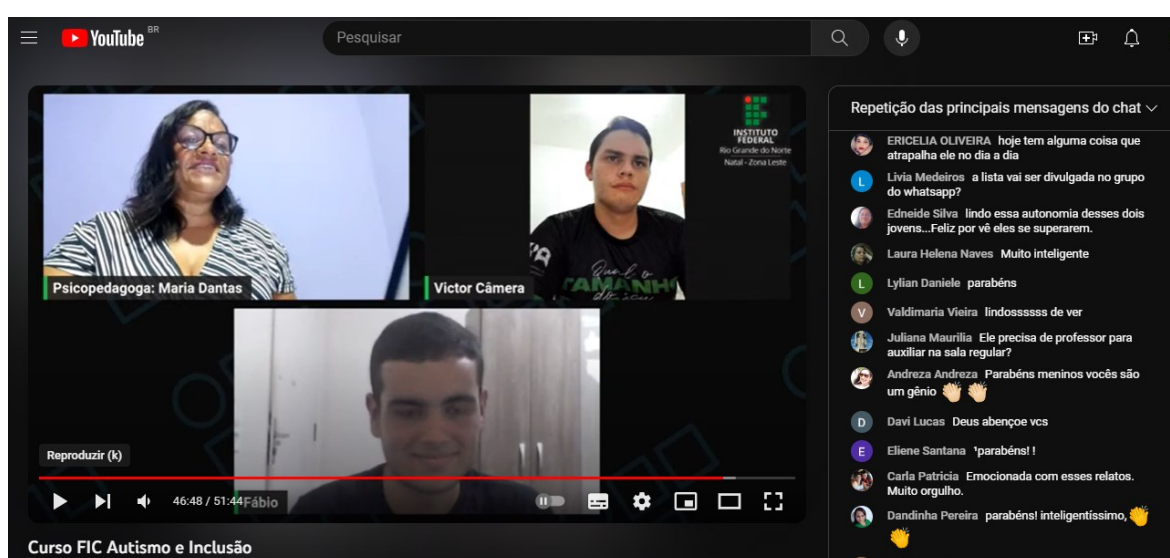 YouTube BR
Pesquisar
INSTITUTO
FEDERAL
Rio Grande do Norte
Natal - Zona Leste
Qual o
TAMANHO
Psicopedagoga: Maria Dantas
Victor Câmera
Reproduzir (k)
46:48 / 51:44
Fábio
Curso FIC Autismo e Inclusão
Repetição das principais mensagens do chat
ERICELIA OLIVEIRA hoje tem alguma coisa que
atrapalha ele no dia a dia
L
Livia Medeiros a lista vai ser divulgada no grupo
do whatsapp?
Edneide Silva lindo essa autonomia desses dois
jovens...Feliz por vê eles se superarem.
Laura Helena Naves Muito inteligente
L
Lylian Daniele parabéns
V
Valdimaria Vieira lindossssss de ver
Juliana Maurilia Ele precisa de professor para
auxiliar na sala regular?
Andreza Andreza Parabéns meninos vocês são
um gênio 👏🏻 👏🏻
D
Davi Lucas Deus abençoe vcs
E
Eliene Santana ¹parabéns! !
Carla Patricia Emocionada com esses relatos.
Muito orgulho.
Dandinha Pereira parabéns! inteligentíssimo, 👏
👏